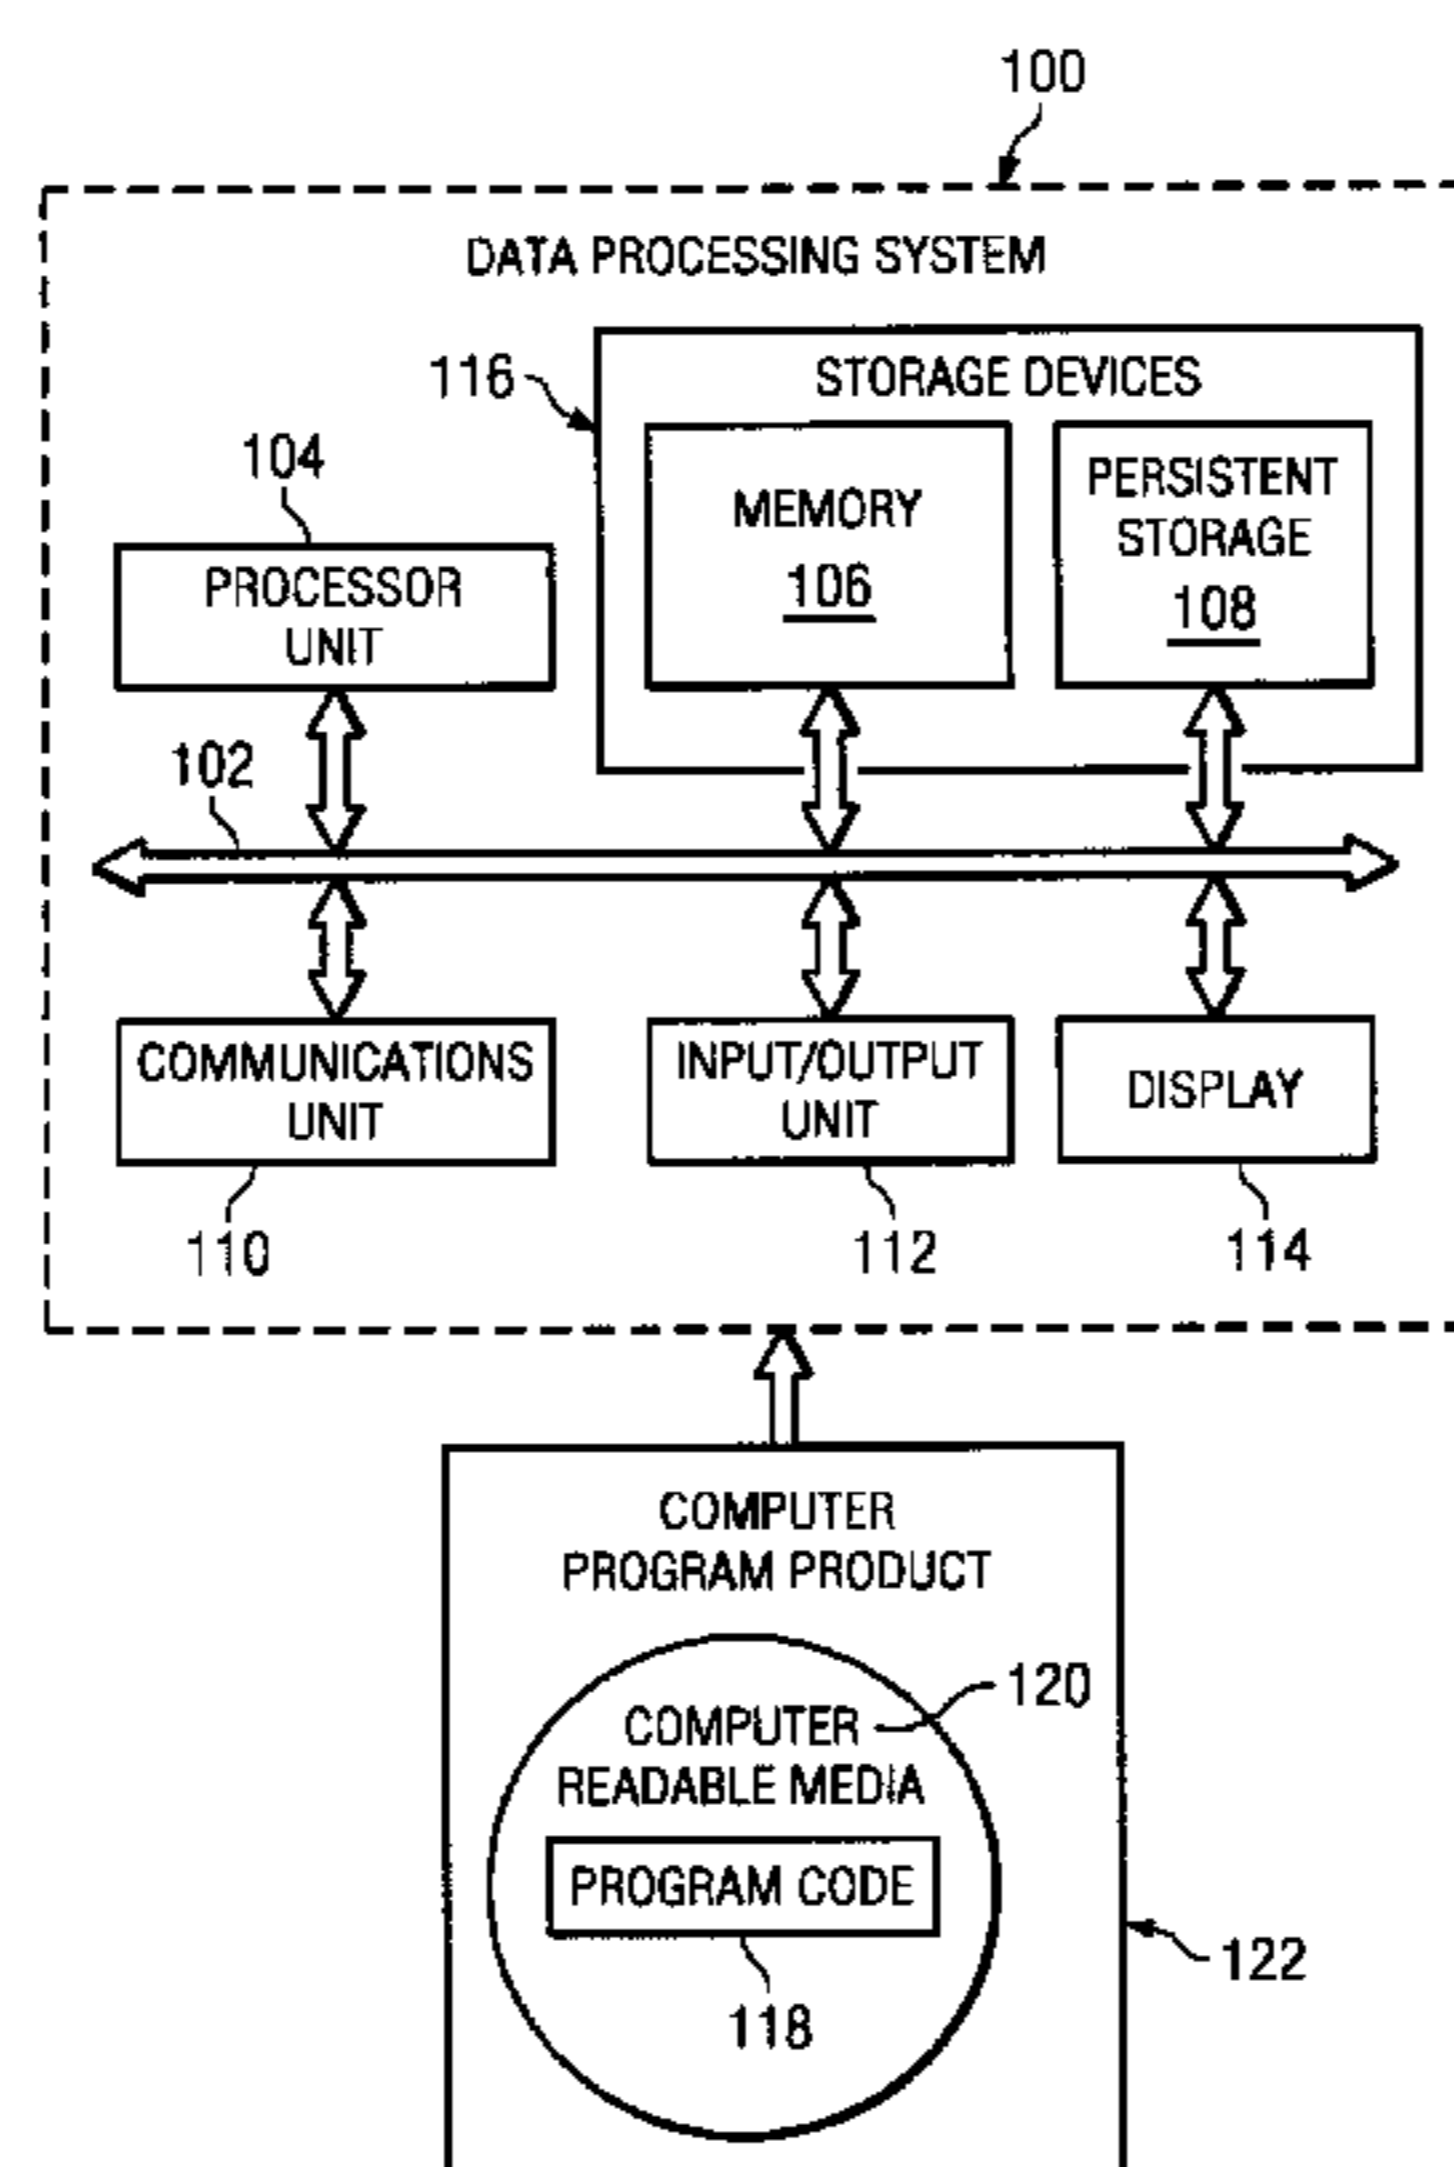 100
DATA PROCESSING SYSTEM
116
STORAGE DEVICES
104
MEMORY
106
PERSISTENT
STORAGE
108
PROCESSOR
UNIT
102
COMMUNICATIONS
UNIT
INPUT/OUTPUT
UNIT
DISPLAY
110
112
114
COMPUTER
PROGRAM PRODUCT
120
COMPUTER
READABLE MEDIA
PROGRAM CODE
118
122